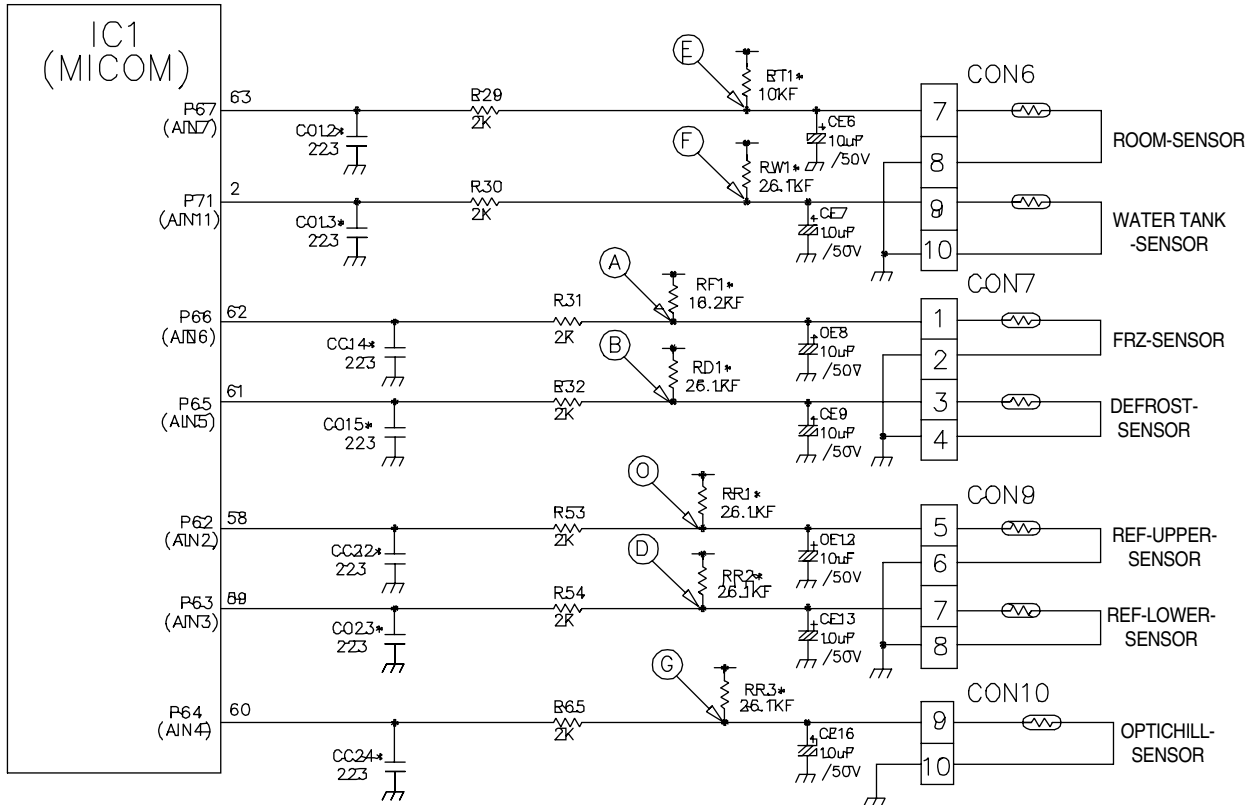 IC1
(MICOM)
P67
(AIN7)
63
CC12*
223
R29
2K
E
RT1*
10KF
CE6
10uF
/50V
CON6
7
8
ROOM-SENSOR
P71
(AIN11)
2
CC13*
223
R30
2K
F
RW1*
26.1KF
CE7
10uF
/50V
9
10
WATER TANK
-SENSOR
P66
(AIN6)
62
CC14*
223
R31
2K
A
RF1*
16.2KF
CE8
10uF
/50V
CON7
1
2
FRZ-SENSOR
P65
(AIN5)
61
CC15*
223
R32
2K
B
RD1*
26.1KF
CE9
10uF
/50V
3
4
DEFROST-
SENSOR
P62
(AIN2)
58
CC22*
223
R53
2K
RR1*
26.1KF
CE12
10uF
/50V
CON9
5
6
REF-UPPER-
SENSOR
P63
(AIN3)
CC23*
223
R54
2K
D
RR2*
26.1KF
CE13
10uF
/50V
7
8
REF-LOWER-
SENSOR
P64
(AIN4)
60
CC24*
223
R65
2K
G
RR3*
26.1KF
CE16
10uF
/50V
CON10
9
10
OPTICHILL-
SENSOR